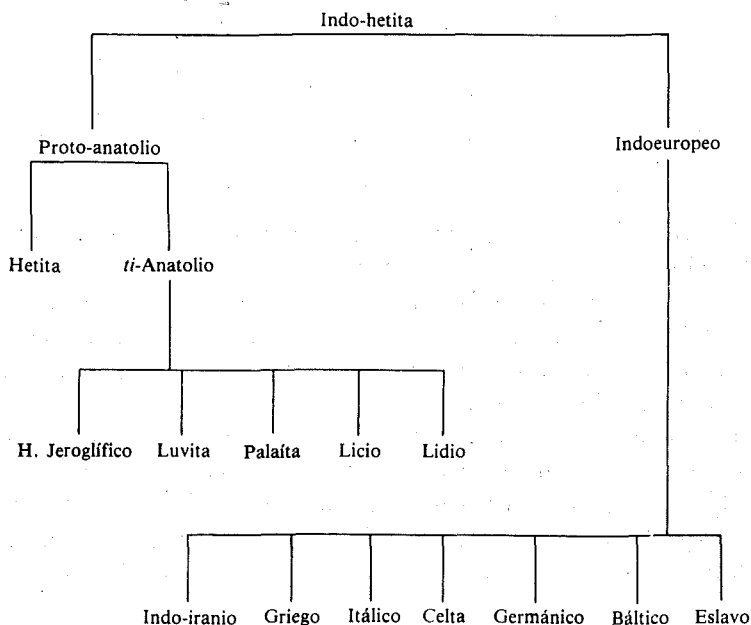 Indo-hetita
Proto-anatolio
Indoeuropeo
Hetita
ti-Anatolio
H. Jeroglífico Luvita Palaíta Licio Lidio
Indo-iranio Griego Itálico Celta Germánico Báltico Eslavo